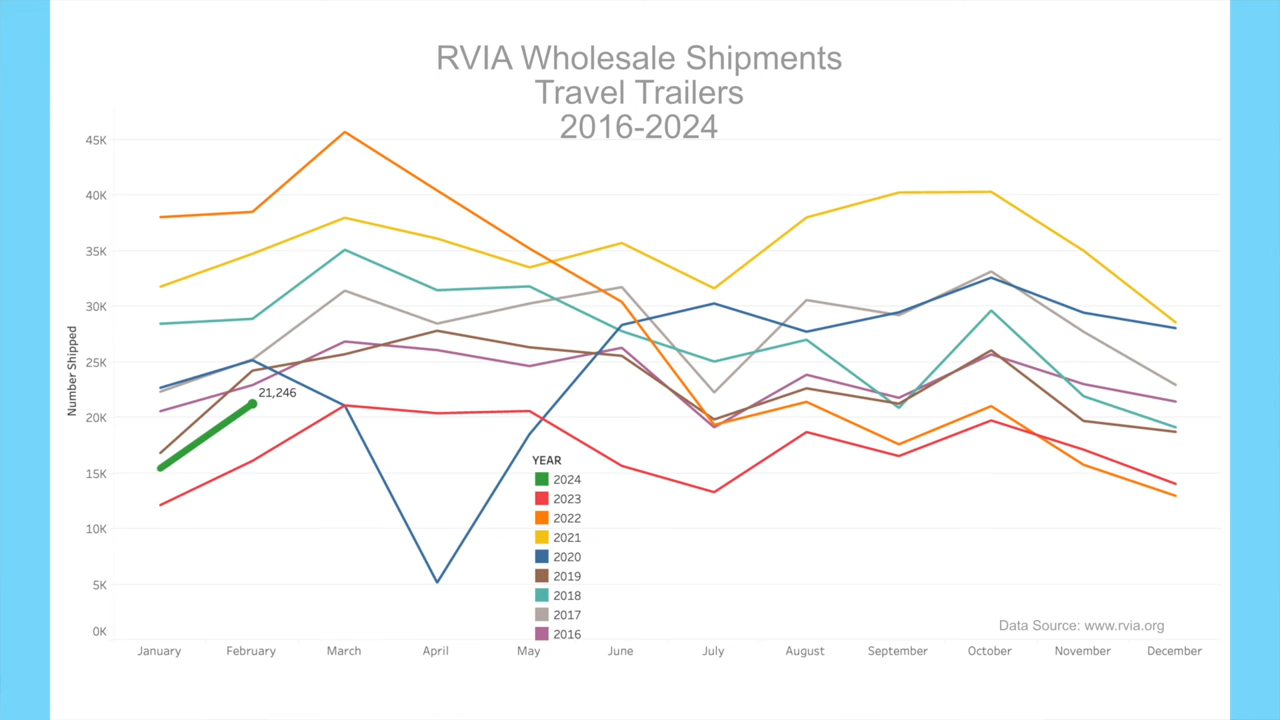 RVIA Wholesale Shipments
Travel Trailers
2016-2024
45K
40K
35K
30K
25K
20K
15K
10K
5K
0K
Number Shipped
21,246
YEAR
2024
2023
2022
2021
2020
2019
2018
2017
2016
Data Source: www.rvia.org
January February March April May June July August September October November December